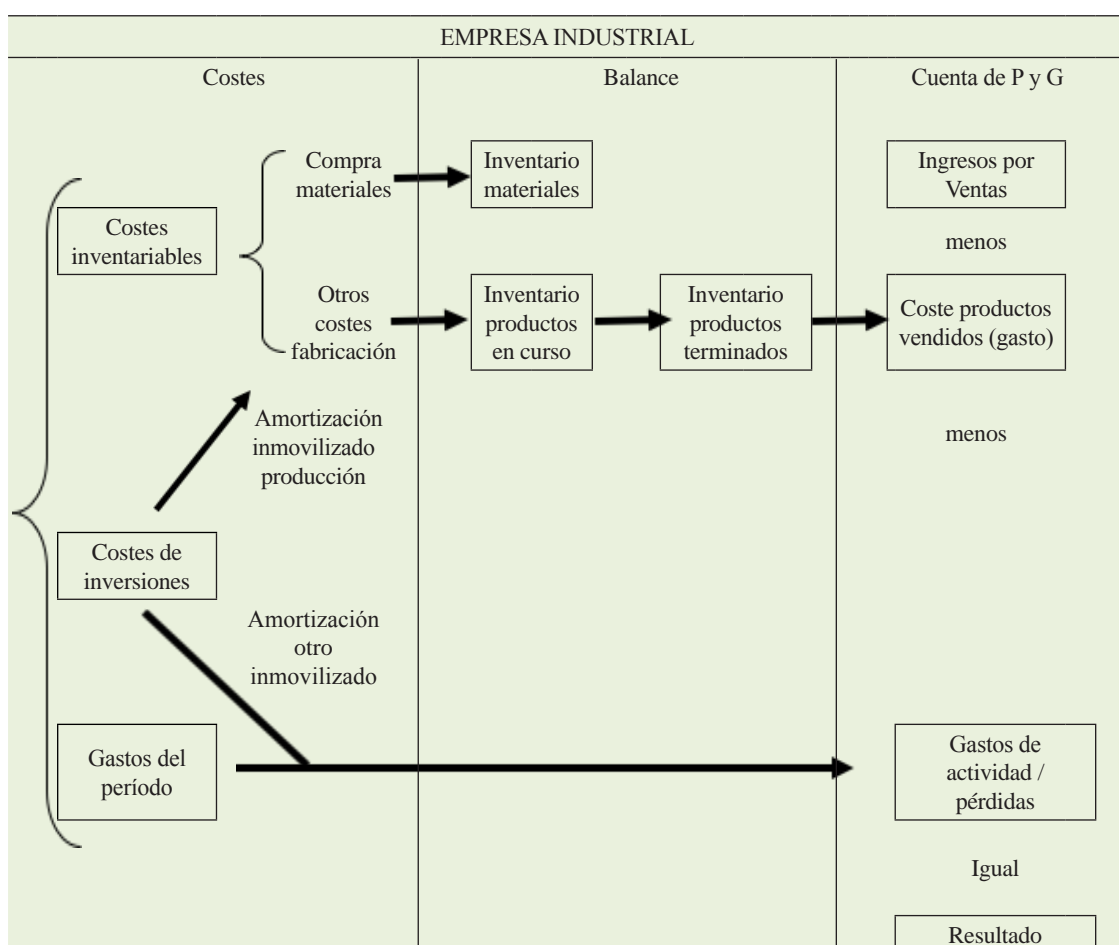 EMPRESA INDUSTRIAL
Costes
Balance
Cuenta de P y G
Compra
materiales
Inventario
materiales
Ingresos por
Ventas
Costes
inventariables
menos
Otros
costes
fabricación
Inventario
productos
en curso
Inventario
productos
terminados
Coste productos
vendidos (gasto)
Amortización
inmovilizado
producción
menos
Costes de
inversiones
Amortización
otro
inmovilizado
Gastos del
período
Gastos de
actividad /
pérdidas
Igual
Resultado